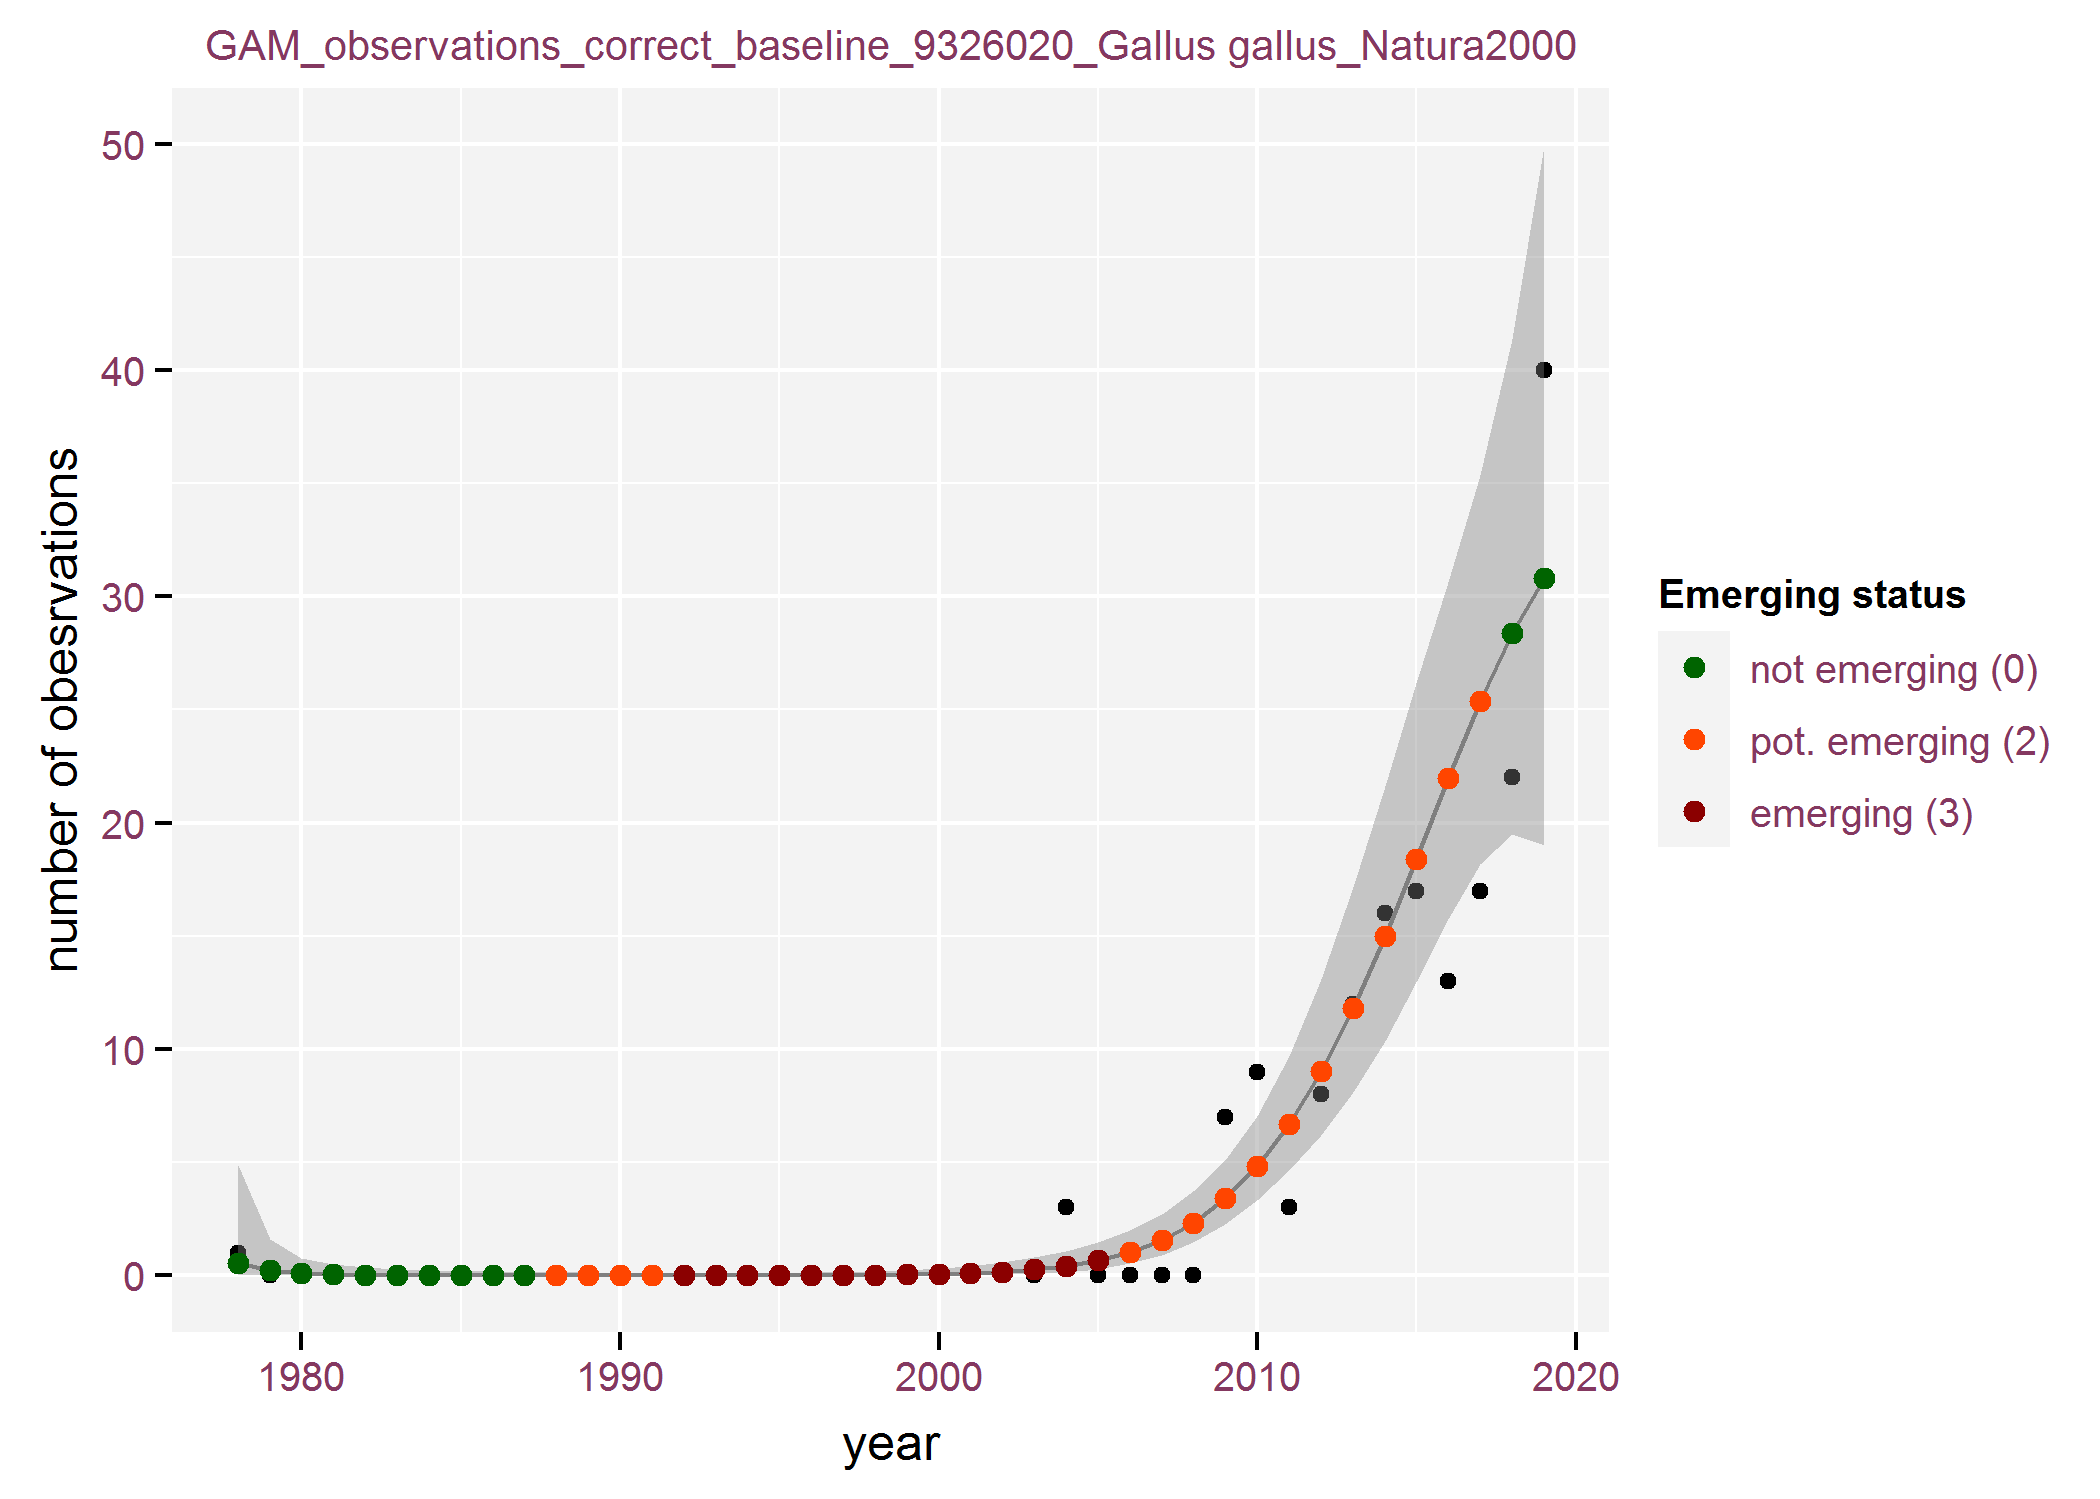 GAM_observations_correct_baseline_9326020_Gallus gallus_Natura2000
50
40
30
20
10
0
number of obesrvations
1980
1990
2000
2010
2020
year
Emerging status
not emerging (0)
pot. emerging (2)
emerging (3)